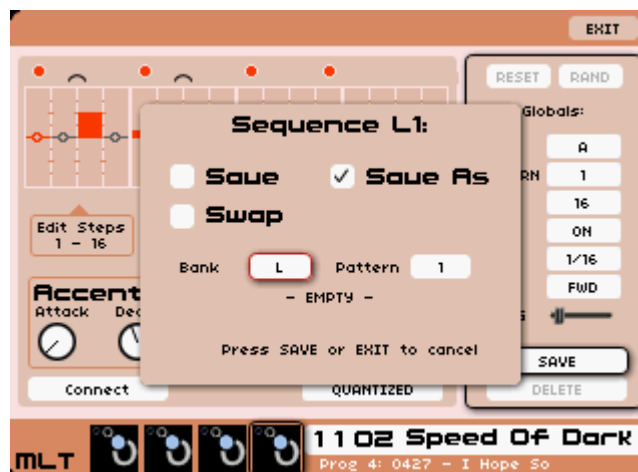 EXIT
RESET RAND
Globals:
A
RN 1
16
ON
1/16
FWD
S
SAVE
DELETE
Sequence L1:
Save
Save As
Swap
Bank L Pattern 1
- EMPTY -
Press SAVE or EXIT to cancel
Edit Steps
1 - 16
Accent
Attack Dec
Connect
QUANTIZED
MLT
1102 Speed Of Dark
Prog 4: 0427 - I Hope So